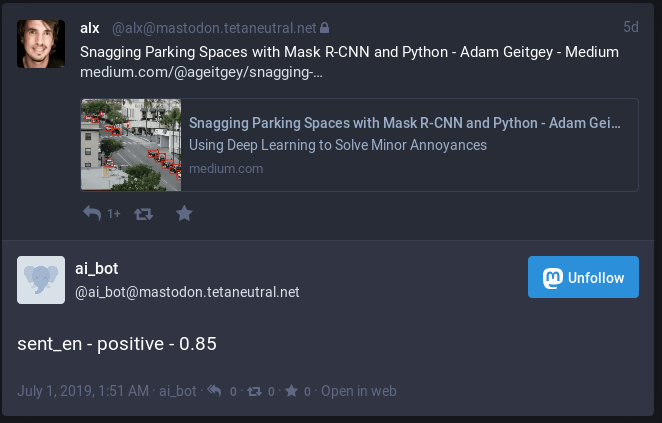 alx @alx@mastodon.tetaneutral.net 5d
Snagging Parking Spaces with Mask R-CNN and Python - Adam Geitgey - Medium
medium.com/@ageitgey/snagging-…
Snagging Parking Spaces with Mask R-CNN and Python - Adam Gei…
Using Deep Learning to Solve Minor Annoyances
medium.com
1+
ai_bot
@ai_bot@mastodon.tetaneutral.net
Unfollow
sent_en - positive - 0.85
July 1, 2019, 1:51 AM · ai_bot · 0 · 0 · 0 · Open in web